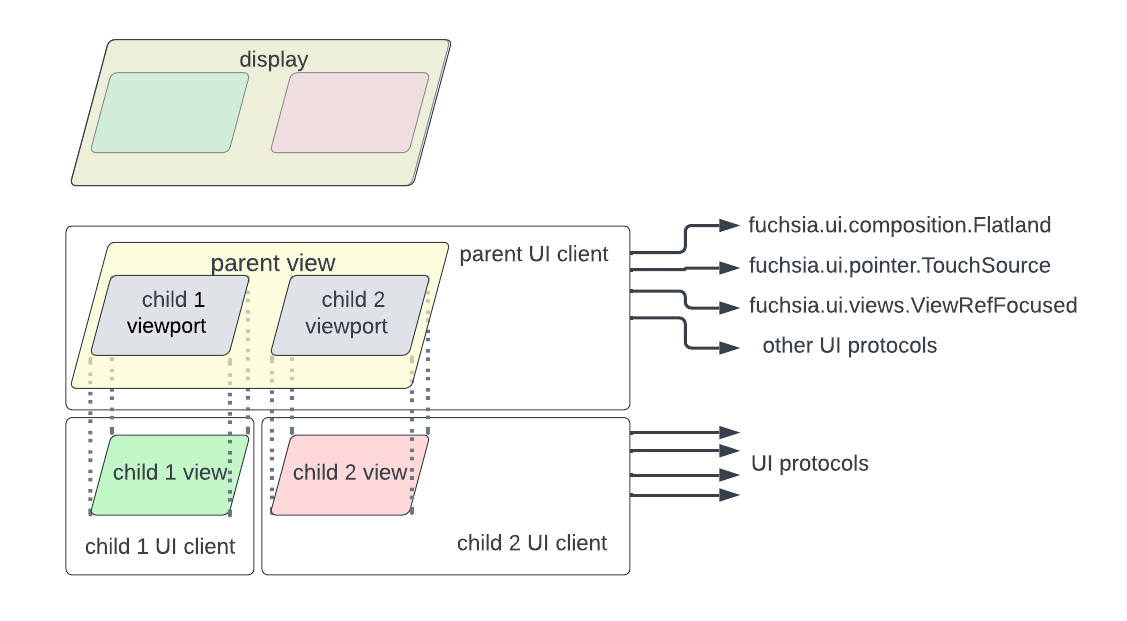 display
parent view
parent UI client
child 1
viewport
child 2
viewport
fuchsia.ui.composition.Flatland
fuchsia.ui.pointer.TouchSource
fuchsia.ui.views.ViewRefFocused
other UI protocols
child 1 view
child 2 view
UI protocols
child 1 UI client
child 2 UI client